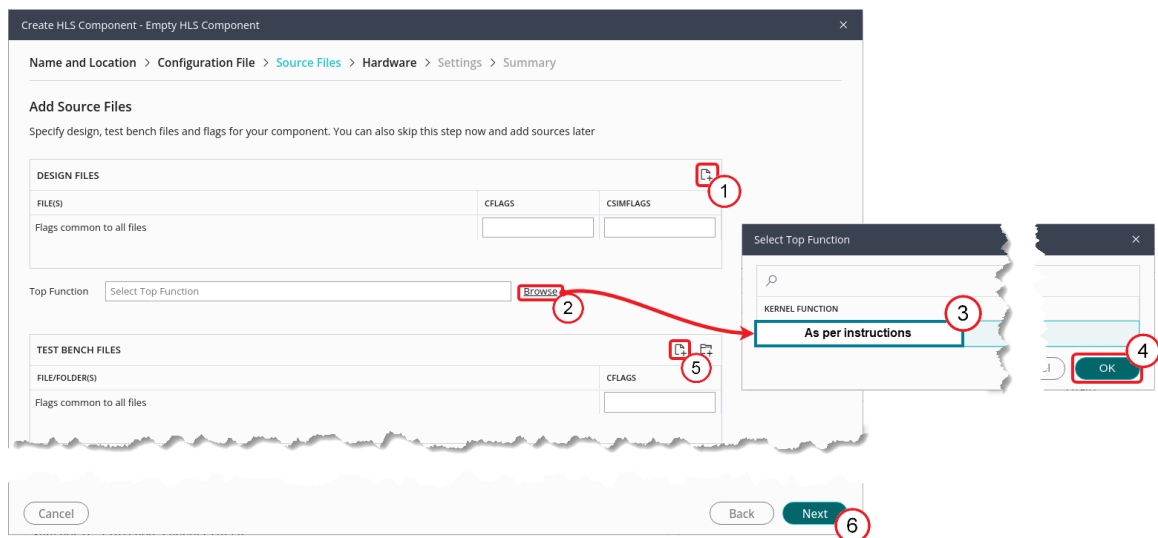 Create HLS Component - Empty HLS Component ×
Name and Location > Configuration File > Source Files > Hardware > Settings > Summary
Add Source Files
Specify design, test bench files and flags for your component. You can also skip this step now and add sources later
DESIGN FILES
1
FILE(S) CFLAGS CSIMFLAGS
Flags common to all files
Top Function Select Top Function Browse
2
TEST BENCH FILES
5
FILE/FOLDER(S) CFLAGS
Flags common to all files
Cancel Back Next
6
Select Top Function ×
KERNEL FUNCTION
3
As per instructions
4
OK